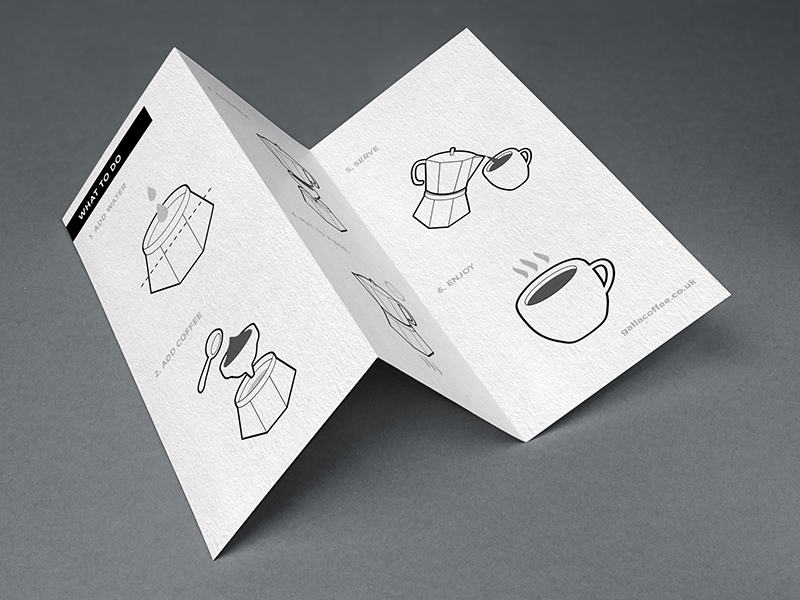 WHAT TO DO
1. ADD WATER
2. ADD COFFEE
5. SERVE
6. ENJOY
gallacoffee.co.uk